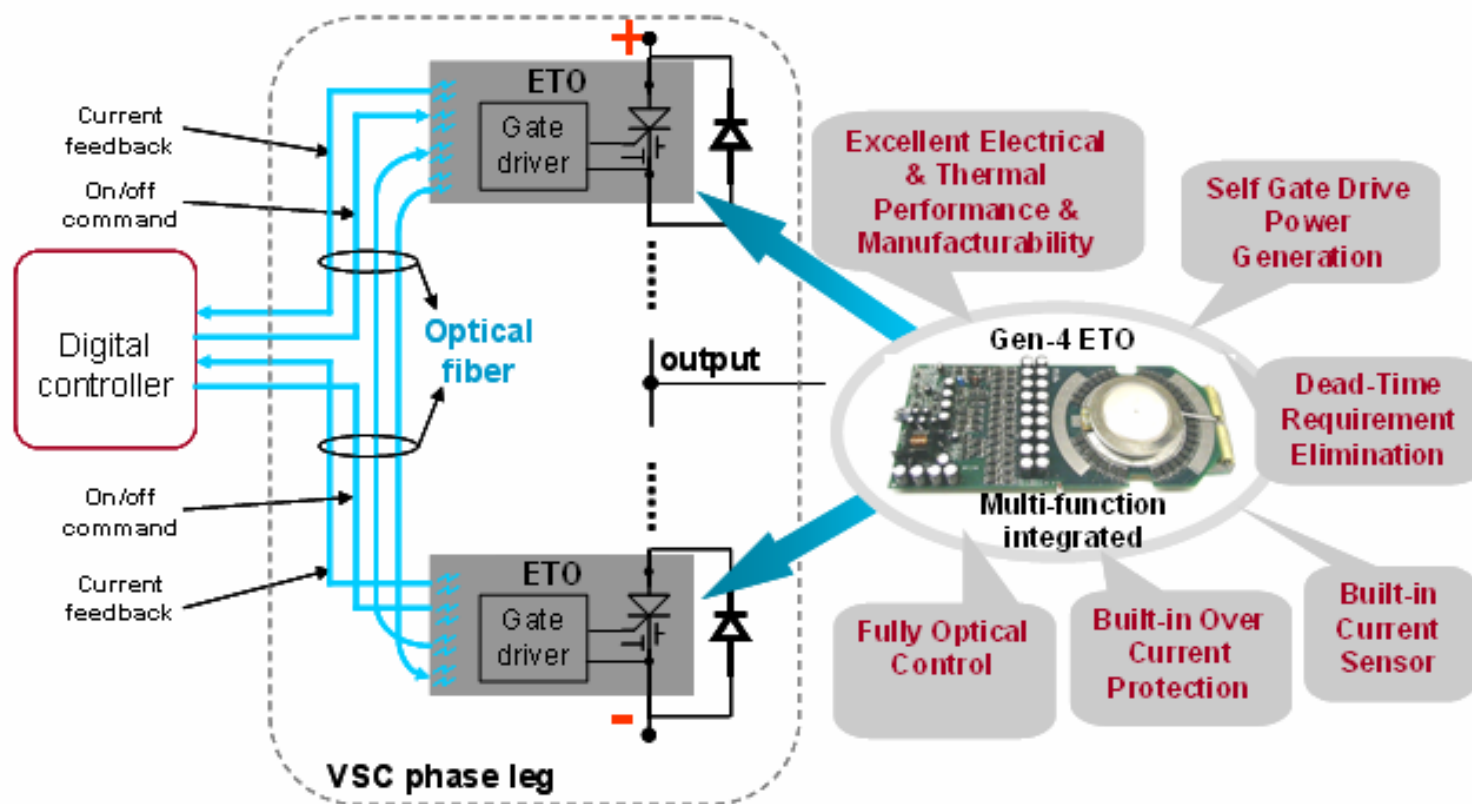 +
ETO
Gate
driver
Current
feedback
On/off
command
Digital
controller
Optical
fiber
output
On/off
command
Current
feedback
ETO
Gate
driver
-
VSC phase leg
Excellent Electrical
& Thermal
Performance &
Manufacturability
Self Gate Drive
Power
Generation
Gen-4 ETO
Multi-function
integrated
Dead-Time
Requirement
Elimination
Fully Optical
Control
Built-in Over
Current
Protection
Built-in
Current
Sensor